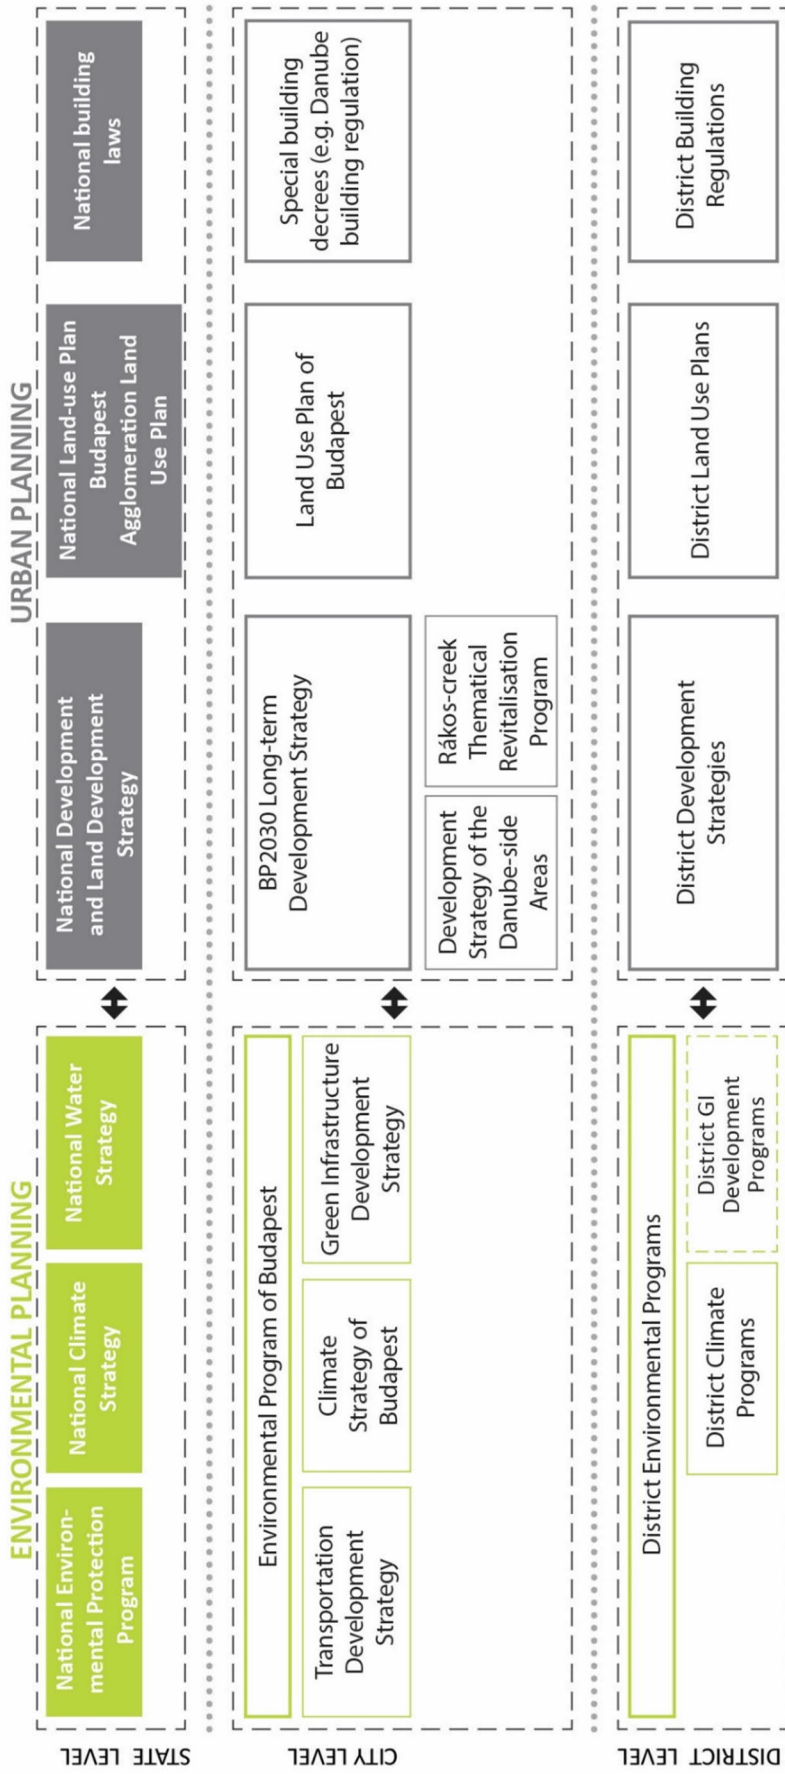 ENVIRONMENTAL PLANNING
URBAN PLANNING
STATE LEVEL
National Environ-
mental Protection
Program
National Climate
Strategy
National Water
Strategy
National Development
and Land Development
Strategy
National Land-use Plan
Budapest
Agglomeration Land
Use Plan
National building
laws
CITY LEVEL
Environmental Program of Budapest
Transportation
Development
Strategy
Climate
Strategy of
Budapest
Green Infrastructure
Development
Strategy
BP2030 Long-term
Development Strategy
Development
Strategy of the
Danube-side
Areas
Rákos-creek
Thematical
Revitalisation
Program
Land Use Plan of
Budapest
Special building
decrees (e.g. Danube
building regulation)
DISTRICT LEVEL
District Environmental Programs
District Climate
Programs
District GI
Development
Programs
District Development
Strategies
District Land Use Plans
District Building
Regulations